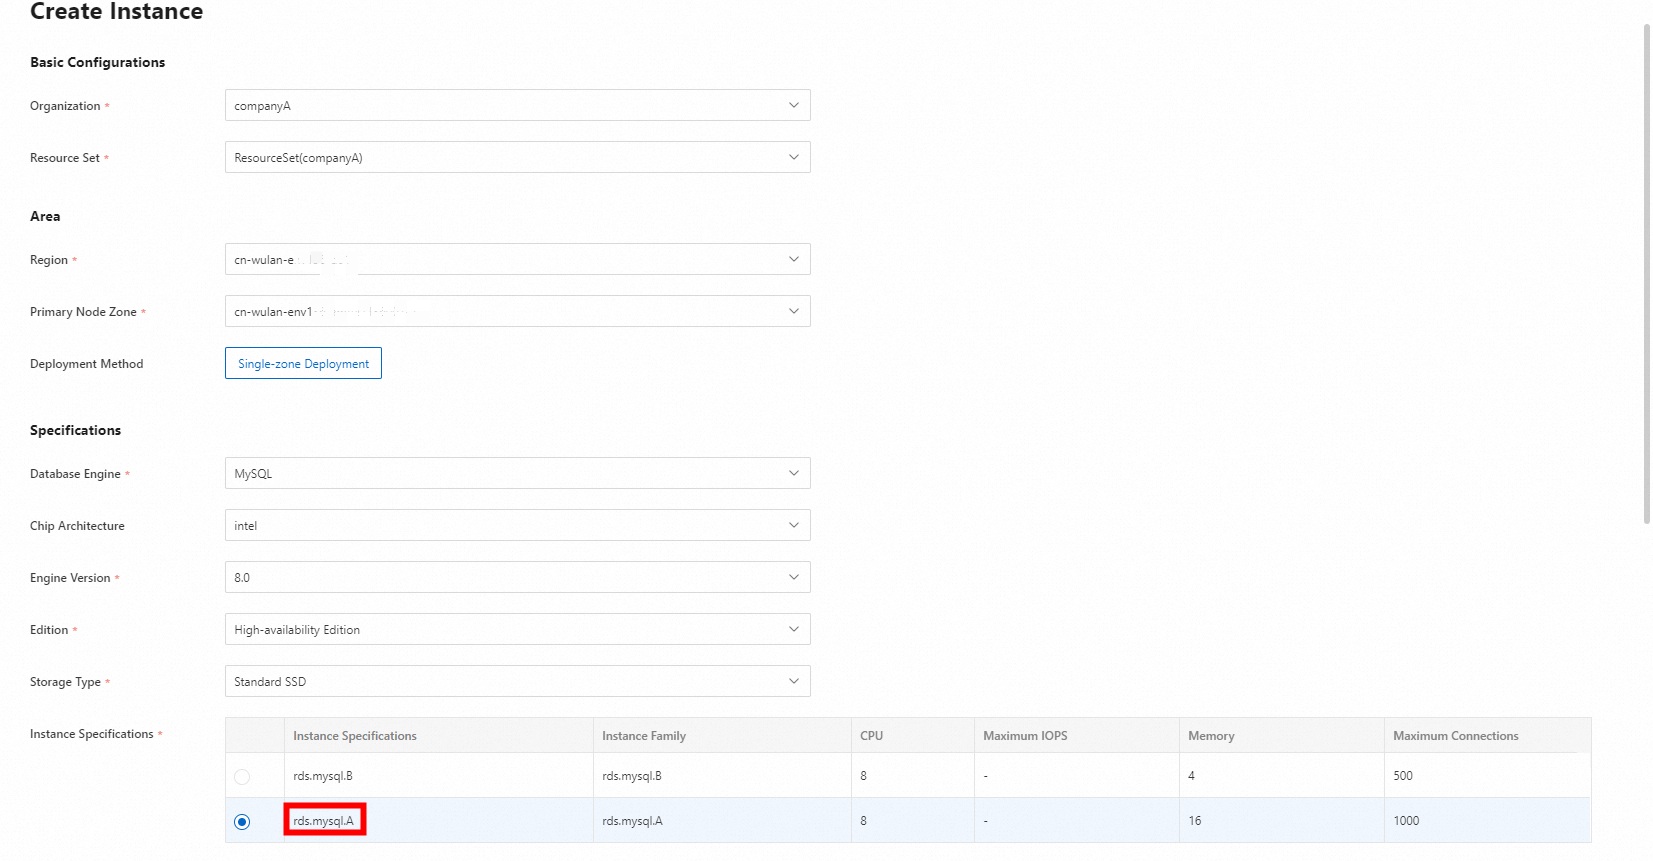 Create Instance
Basic Configurations
Organization * companyA
Resource Set * ResourceSet(companyA)
Area
Region * cn-wulan-e
Primary Node Zone * cn-wulan-env1
Deployment Method Single-zone Deployment
Specifications
Database Engine * MySQL
Chip Architecture intel
Engine Version * 8.0
Edition * High-availability Edition
Storage Type * Standard SSD
Instance Specifications * Instance Specifications Instance Family CPU Maximum IOPS Memory Maximum Connections
rds.mysql.B rds.mysql.B 8 - 4 500
rds.mysql.A rds.mysql.A 8 - 16 1000